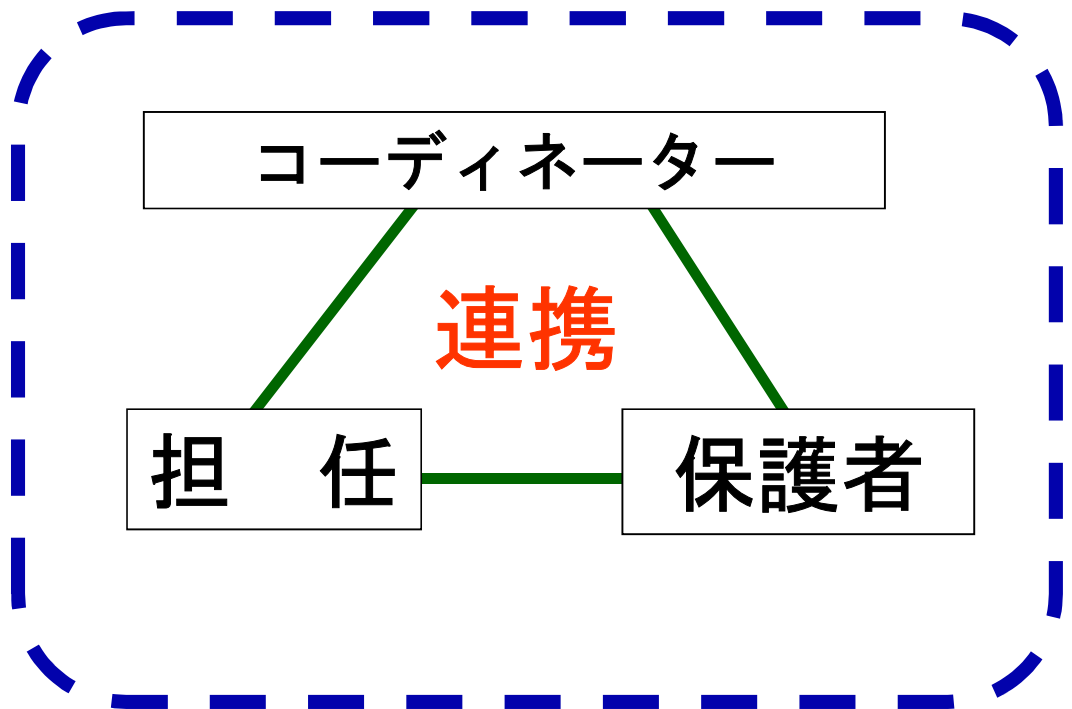 コーディネーター
連携
担　任
保護者